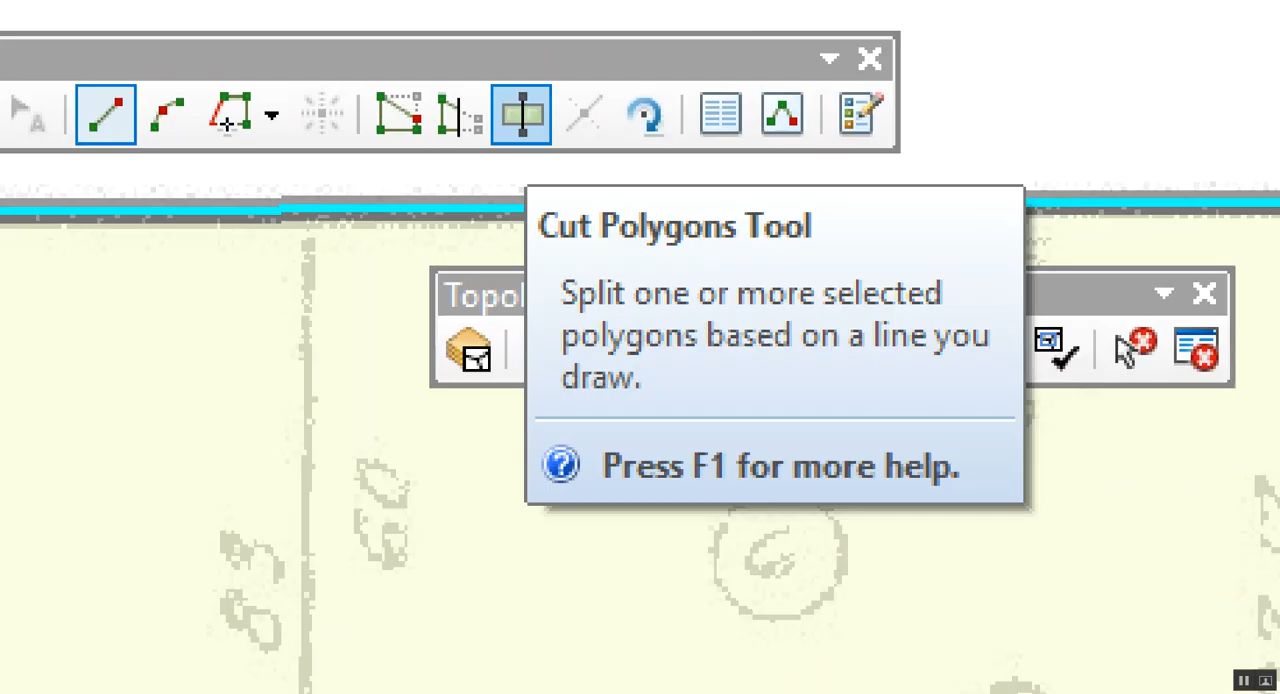 Cut Polygons Tool
Topol
Split one or more selected
polygons based on a line you
draw.
Press F1 for more help.
6